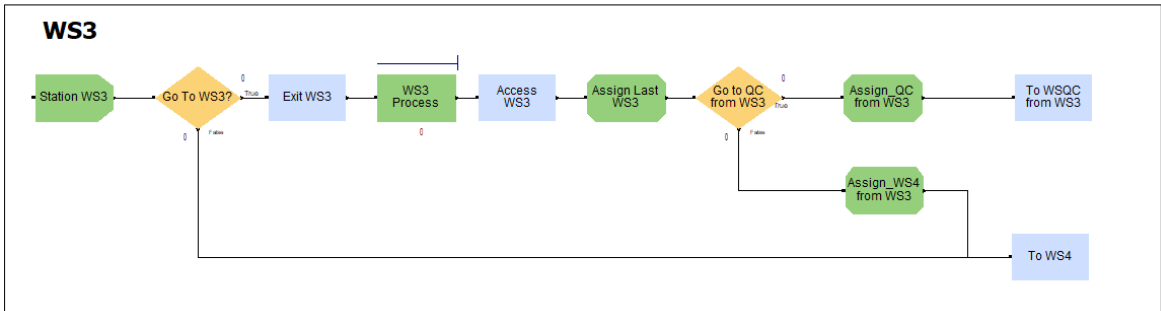 WS3
Station WS3
Go To WS3?
0
True
0
False
Exit WS3
WS3
Process
0
Access
WS3
Assign Last
WS3
Go to QC
from WS3
0
True
0
False
Assign_QC
from WS3
To WSQC
from WS3
Assign_WS4
from WS3
To WS4